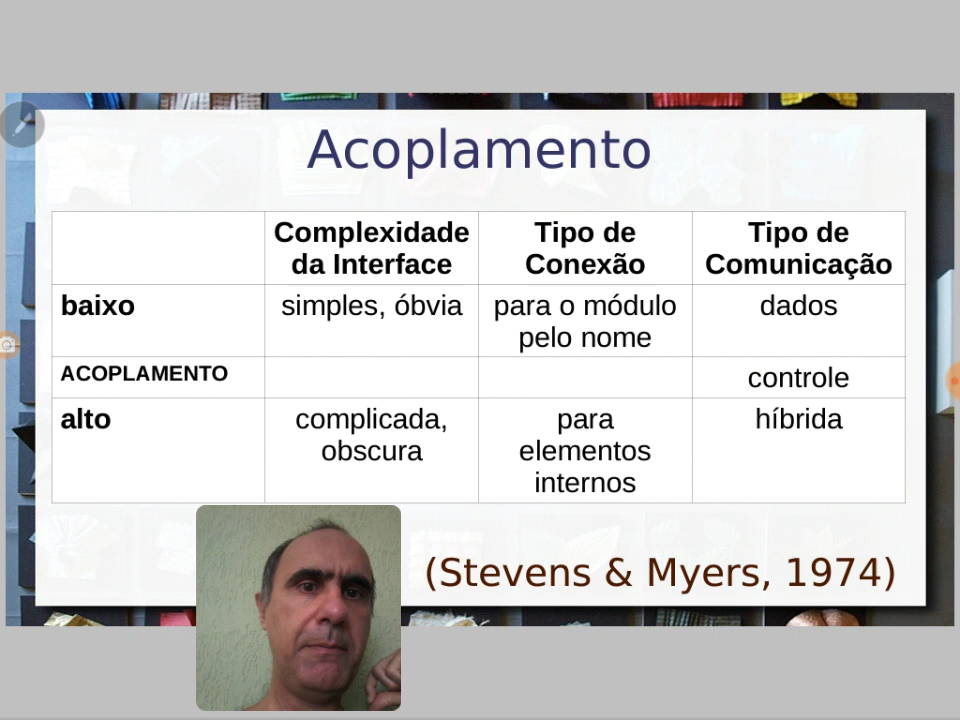 Acoplamento
Complexidade da Interface
Tipo de Conexão
Tipo de Comunicação
baixo
simples, óbvia
para o módulo pelo nome
dados
ACOPLAMENTO
controle
alto
complicada, obscura
para elementos internos
híbrida
(Stevens & Myers, 1974)